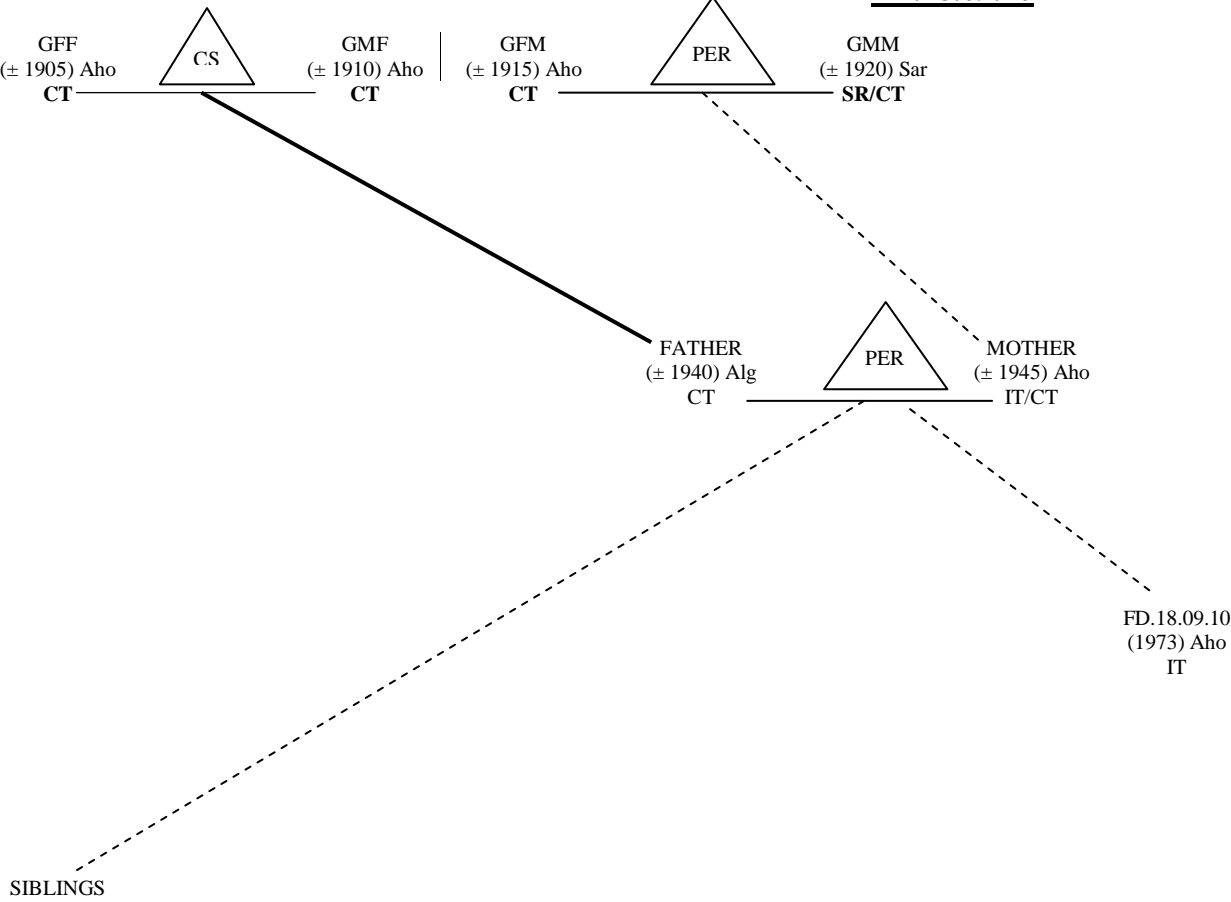 GFF
(± 1905) Aho
CT
CS
GMF
(± 1910) Aho
CT
GFM
(± 1915) Aho
CT
PER
GMM
(± 1920) Sar
SR/CT
FATHER
(± 1940) Alg
CT
PER
MOTHER
(± 1945) Aho
IT/CT
FD.18.09.10
(1973) Aho
IT
SIBLINGS